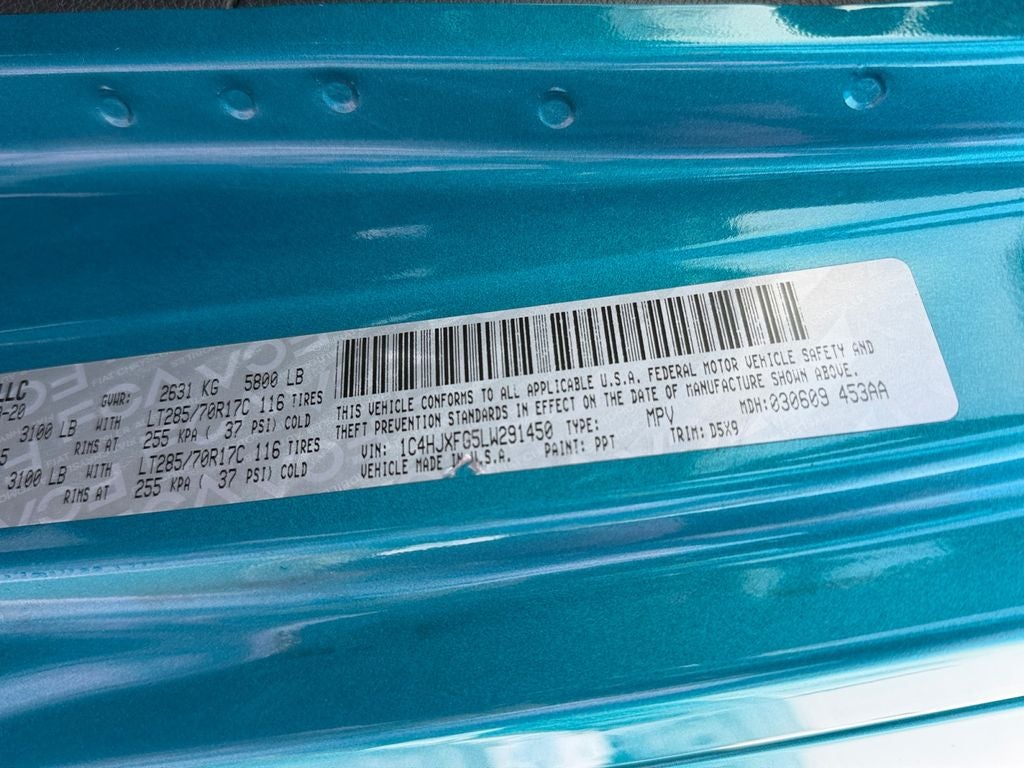 LLC
-20
GVWR: 2631 KG 5800 LB
3100 LB WITH LT285/70R17C 116 TIRES
5 RIMS AT 255 KPA ( 37 PSI) COLD
3100 LB WITH LT285/70R17C 116 TIRES
RIMS AT 255 KPA ( 37 PSI) COLD
THIS VEHICLE CONFORMS TO ALL APPLICABLE U.S.A. FEDERAL MOTOR VEHICLE SAFETY AND
THEFT PREVENTION STANDARDS IN EFFECT ON THE DATE OF MANUFACTURE SHOWN ABOVE.
VIN: 1C4HJXFG5LW291450 TYPE: MPV MDH: 030609 453AA
VEHICLE MADE IN U.S.A. PAINT: PPT TRIM: D5X9